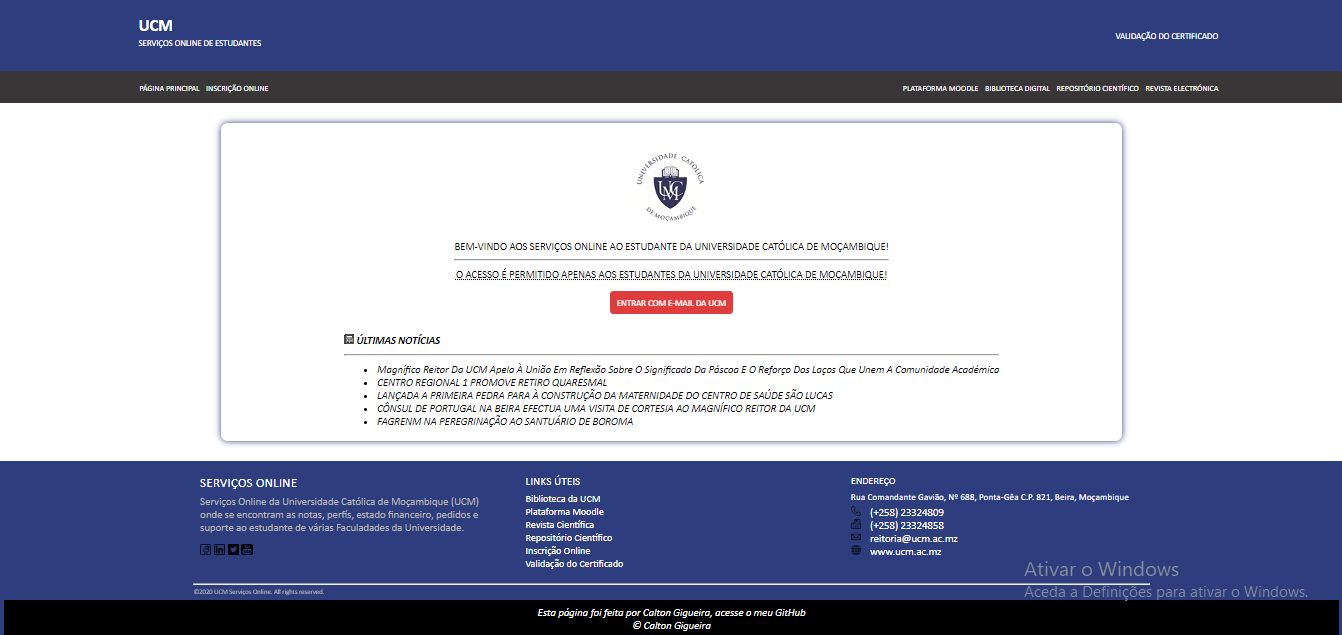 UCM
SERVIÇOS ONLINE DE ESTUDANTES
VALIDAÇÃO DO CERTIFICADO
PÁGINA PRINCIPAL INSCRIÇÃO ONLINE
PLATAFORMA MOODLE BIBLIOTECA DIGITAL REPOSITÓRIO CIENTÍFICO REVISTA ELECTRÓNICA
UNIVERSIDADE CATOLICA
UCM
DE MOÇAMBIQUE
BEM-VINDO AOS SERVIÇOS ONLINE AO ESTUDANTE DA UNIVERSIDADE CATÓLICA DE MOÇAMBIQUE!
O ACESSO É PERMITIDO APENAS AOS ESTUDANTES DA UNIVERSIDADE CATÓLICA DE MOÇAMBIQUE!
ENTRAR COM E-MAIL DA UCM
ÚLTIMAS NOTÍCIAS
Magnífico Reitor Da UCM Apela À União Em Reflexão Sobre O Significado Da Páscoa E O Reforço Dos Laços Que Unem A Comunidade Académica
CENTRO REGIONAL 1 PROMOVE RETIRO QUARESMAL
LANÇADA A PRIMEIRA PEDRA PARA À CONSTRUÇÃO DA MATERNIDADE DO CENTRO DE SAÚDE SÃO LUCAS
CÔNSUL DE PORTUGAL NA BEIRA EFECTUA UMA VISITA DE CORTESIA AO MAGNÍFICO REITOR DA UCM
FAGRENM NA PEREGRINAÇÃO AO SANTUÁRIO DE BOROMA
SERVIÇOS ONLINE
Serviços Online da Universidade Católica de Moçambique (UCM)
onde se encontram as notas, perfís, estado financeiro, pedidos e
suporte ao estudante de várias Faculadades da Universidade.
LINKS ÚTEIS
Biblioteca da UCM
Plataforma Moodle
Revista Científica
Repositório Científico
Inscrição Online
Validação do Certificado
ENDEREÇO
Rua Comandante Gavião, Nº 688, Ponta-Gêa C.P. 821, Beira, Moçambique
(+258) 23324809
(+258) 23324858
reitoria@ucm.ac.mz
www.ucm.ac.mz
Ativar o Windows
Aceda a Definições para ativar o Windows.
©2020 UCM Serviços Online. All rights reserved.
Esta página foi feita por Calton Gigueira, acesse o meu GitHub
© Calton Gigueira